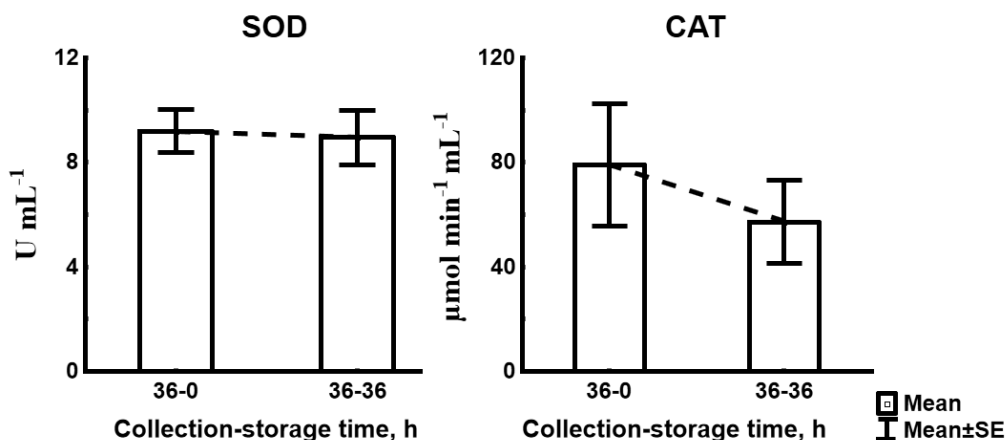 SOD
12
8
4
0
U mL⁻¹
36-0 36-36
Collection-storage time, h
CAT
120
80
40
0
µmol min⁻¹ mL⁻¹
36-0 36-36
Collection-storage time, h
Mean
Mean±SE